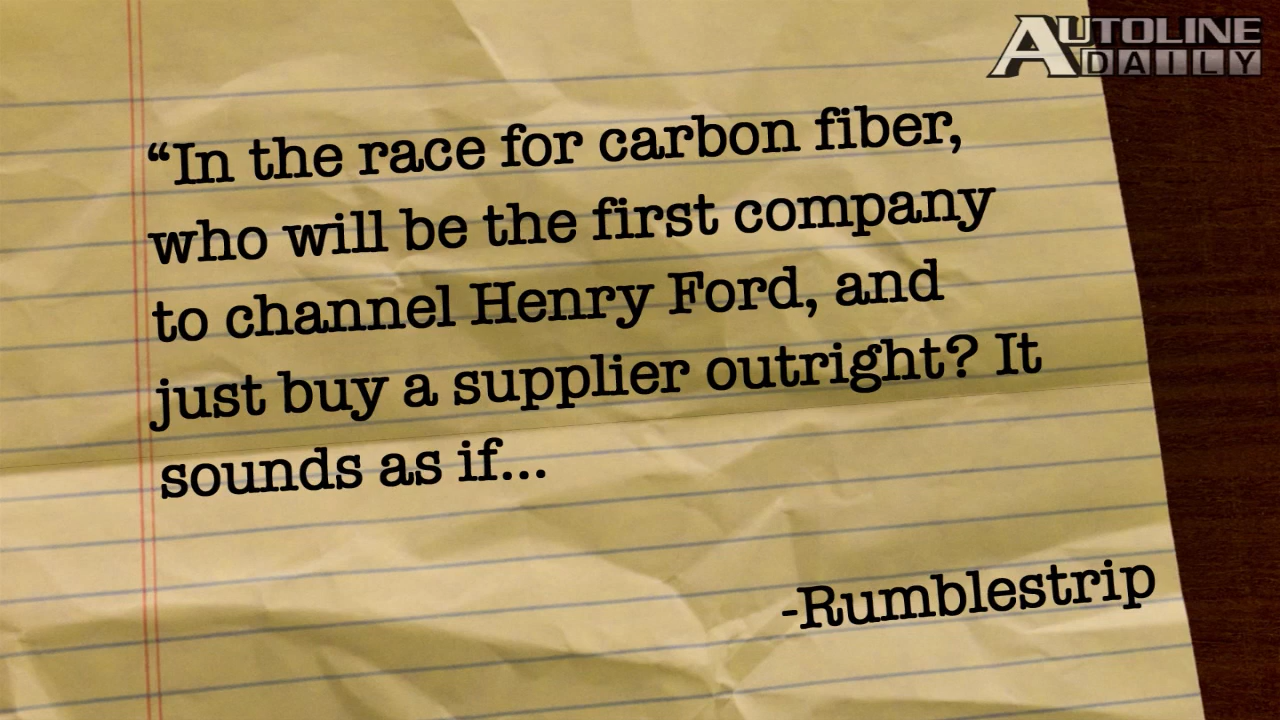 AUTOLINE
DAILY
“In the race for carbon fiber,
who will be the first company
to channel Henry Ford, and
just buy a supplier outright? It
sounds as if...
-Rumblestrip